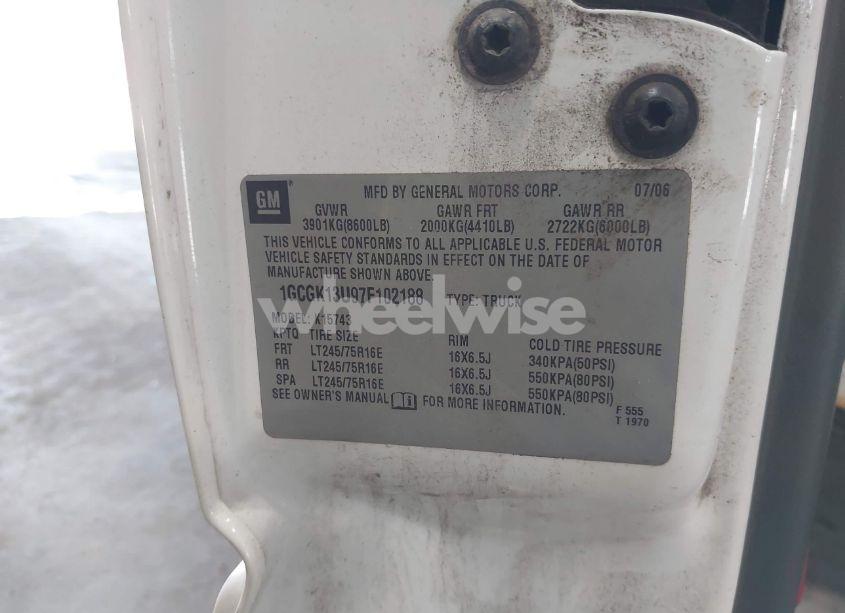 GM
MFD BY GENERAL MOTORS CORP. 07/06
GVWR GAWR FRT GAWR RR
3901KG(8600LB) 2000KG(4410LB) 2722KG(6000LB)
THIS VEHICLE CONFORMS TO ALL APPLICABLE U.S. FEDERAL MOTOR
VEHICLE SAFETY STANDARDS IN EFFECT ON THE DATE OF
MANUFACTURE SHOWN ABOVE.
1GCGK13U97F102188 TYPE: TRUCK
wheelwise
MODEL: K15743
TIRE SIZE RIM COLD TIRE PRESSURE
FRT LT245/75R16E 16X6.5J 340KPA(50PSI)
RR LT245/75R16E 16X6.5J 550KPA(80PSI)
SPA LT245/75R16E 16X6.5J 550KPA(80PSI)
SEE OWNER'S MANUAL FOR MORE INFORMATION.
F 555
T 1970